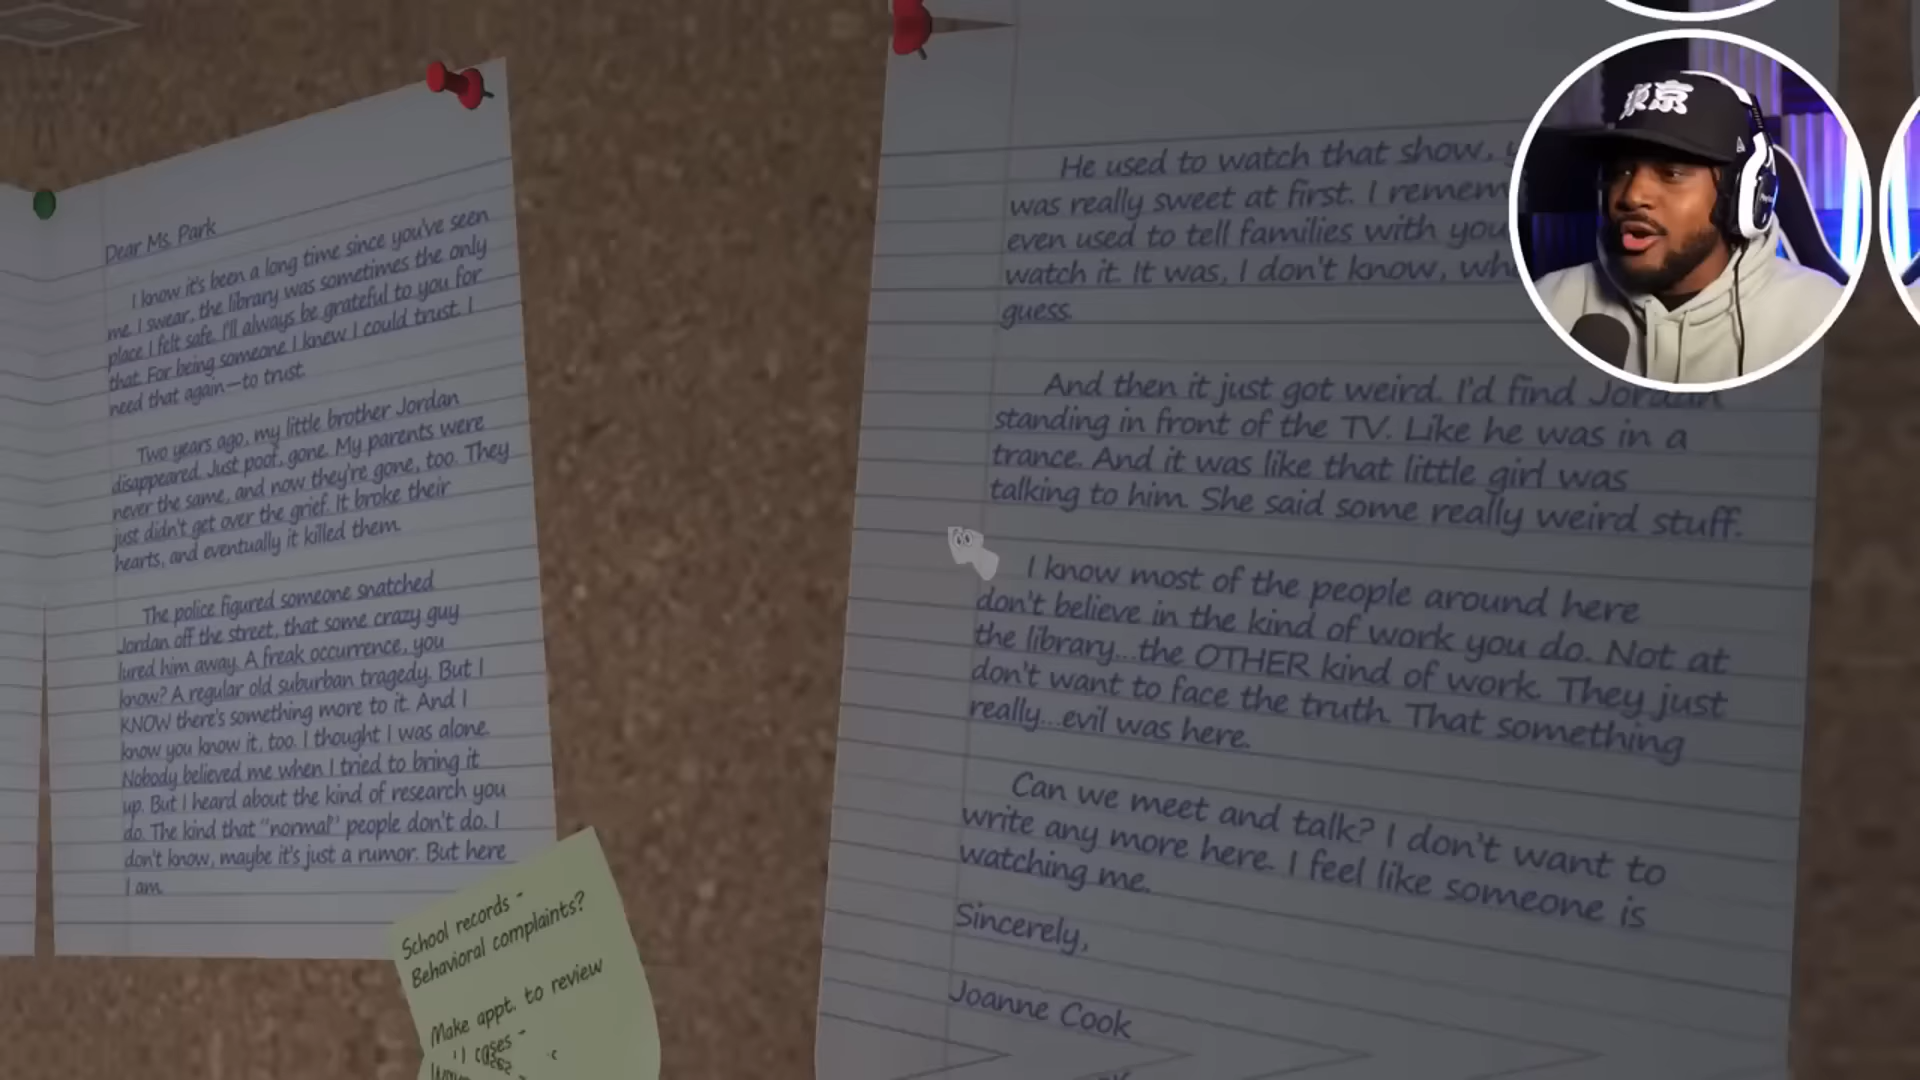 Dear Ms. Park
I know it's been a long time since you've seen
me. I swear, the library was sometimes the only
place I felt safe. I'll always be grateful to you for
that. For being someone I knew I could trust. I
need that again—to trust.
Two years ago, my little brother Jordan
disappeared. Just poof, gone. My parents were
never the same, and now they're gone, too. They
just didn't get over the grief. It broke their
hearts, and eventually it killed them.
The police figured someone snatched
Jordan off the street, that some crazy guy
lured him away. A freak occurrence, you
know? A regular old suburban tragedy. But I
KNOW there's something more to it. And I
know you know it, too. I thought I was alone.
Nobody believed me when I tried to bring it
up. But I heard about the kind of research you
do. The kind that "normal" people don't do. I
don't know, maybe it's just a rumor. But here
I am.
School records -
Behavioral complaints?
Make appt. to review
cases -
He used to watch that show,
was really sweet at first. I remem
even used to tell families with you
watch it. It was, I don't know, wh
guess.
And then it just got weird. I'd find Jordan
standing in front of the TV. Like he was in a
trance. And it was like that little girl was
talking to him. She said some really weird stuff.
I know most of the people around here
don't believe in the kind of work you do. Not at
the library...the OTHER kind of work. They just
don't want to face the truth. That something
really...evil was here.
Can we meet and talk? I don't want to
write any more here. I feel like someone is
watching me.
Sincerely,
Joanne Cook
東京